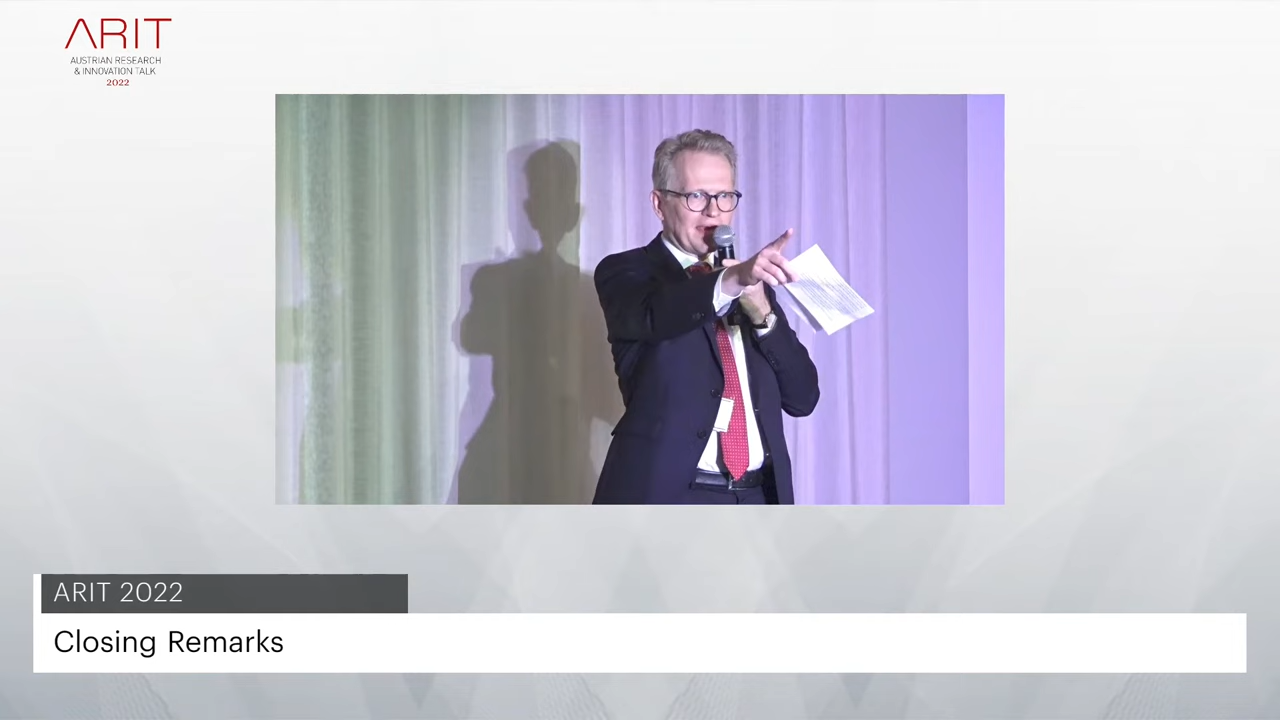 ARIT
AUSTRIAN RESEARCH
& INNOVATION TALK
2022
ARIT 2022
Closing Remarks